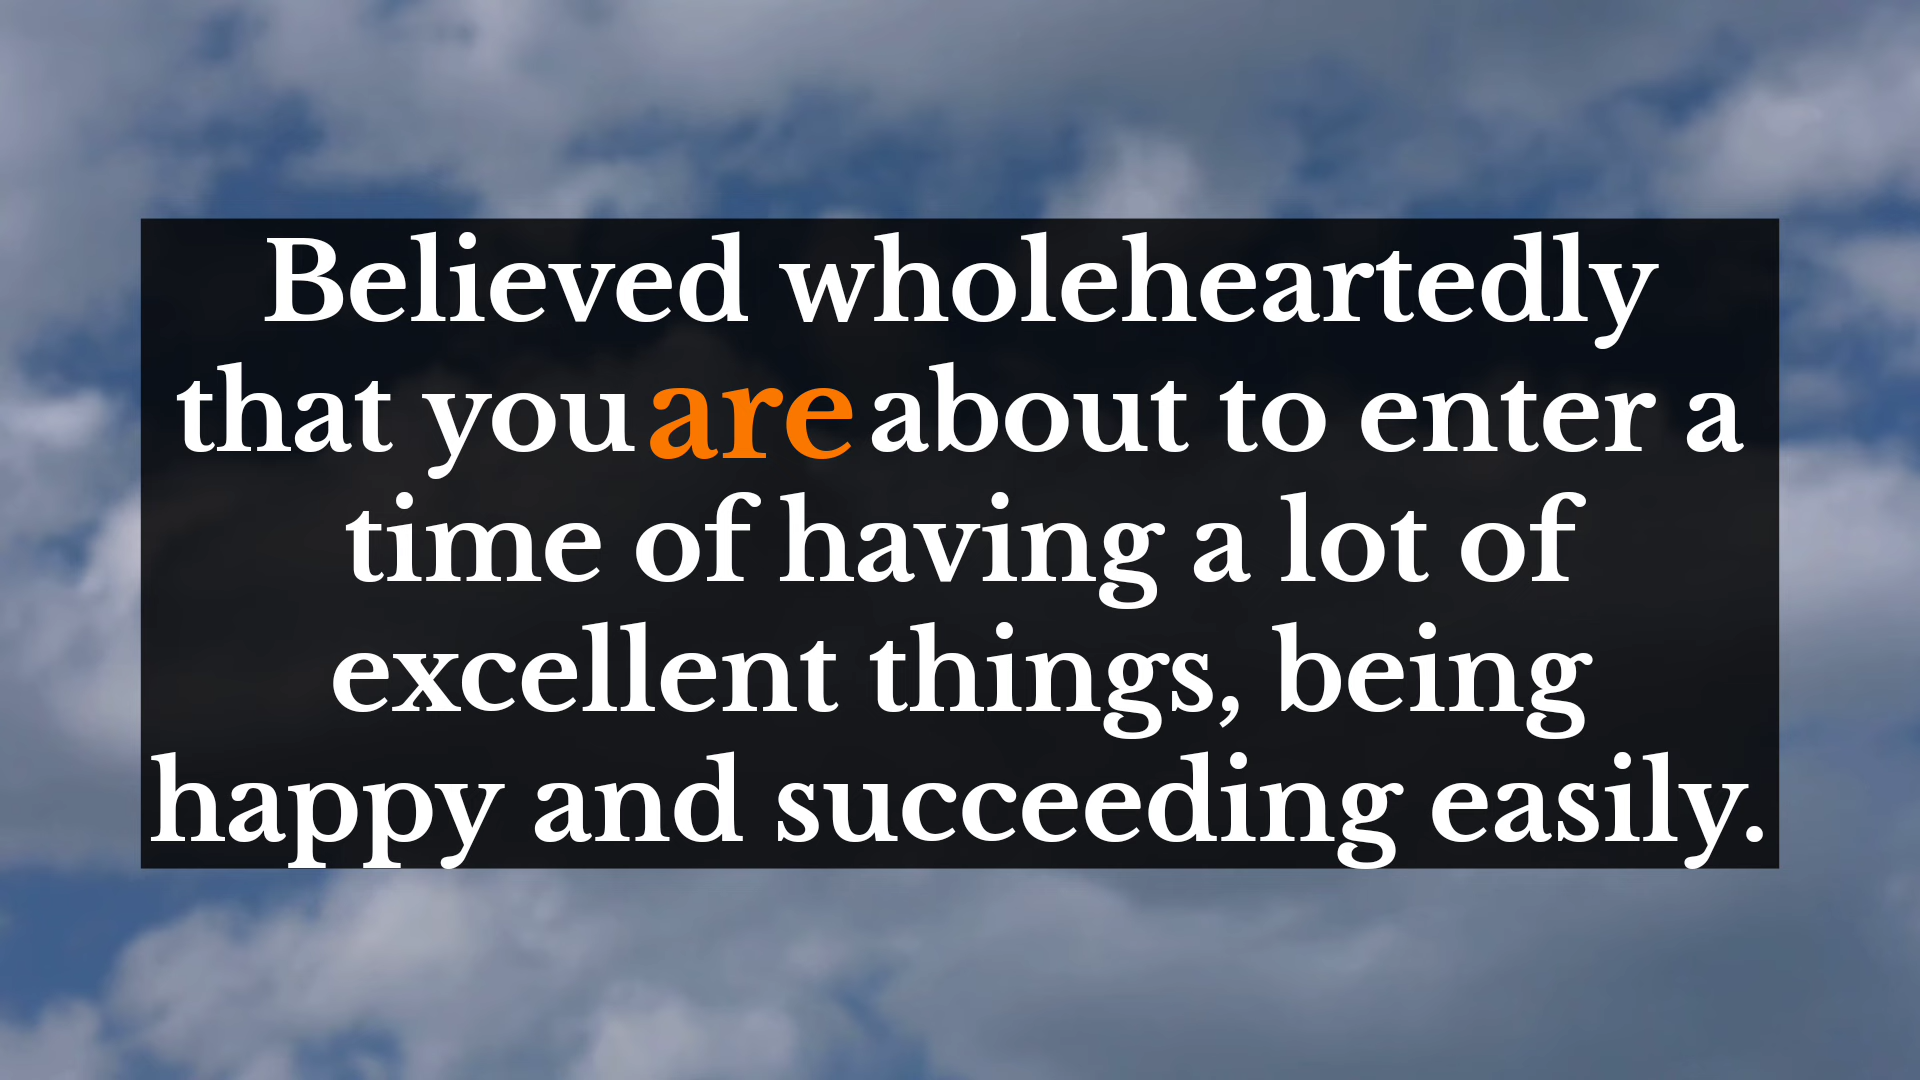 Believed wholeheartedly
that you are about to enter a
time of having a lot of
excellent things, being
happy and succeeding easily.